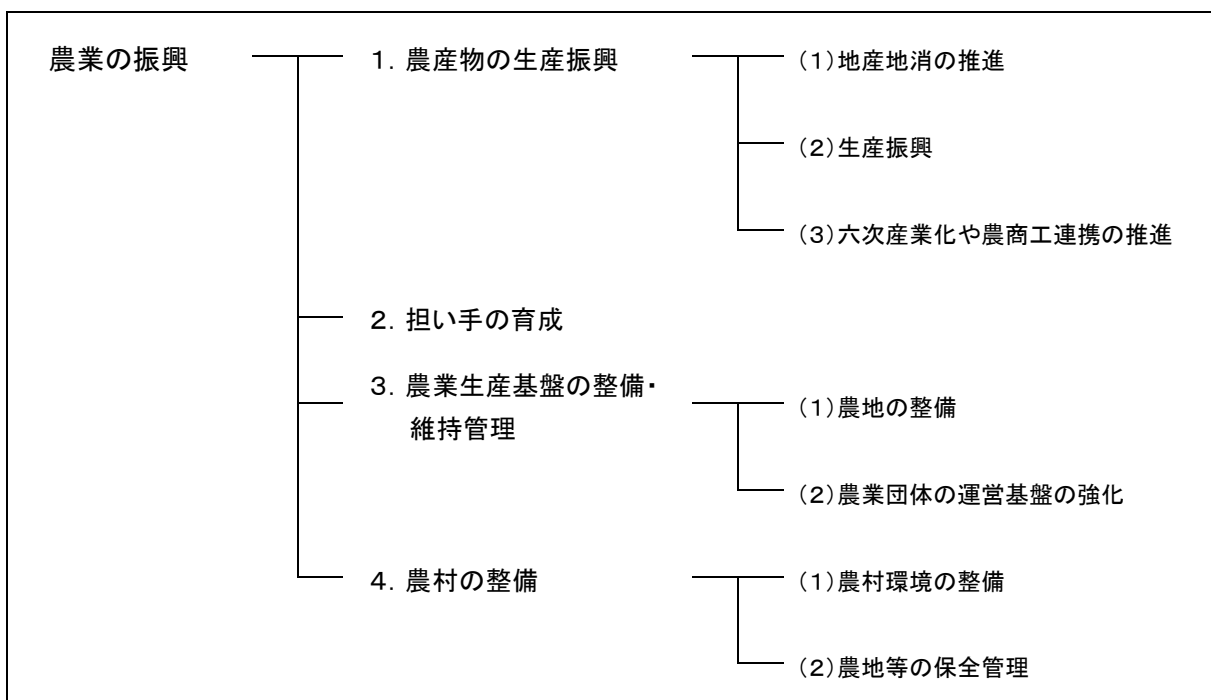 農業の振興
1. 農産物の生産振興
(1)地産地消の推進
(2)生産振興
(3)六次産業化や農商工連携の推進
2. 担い手の育成
3. 農業生産基盤の整備・
維持管理
(1)農地の整備
(2)農業団体の運営基盤の強化
4. 農村の整備
(1)農村環境の整備
(2)農地等の保全管理